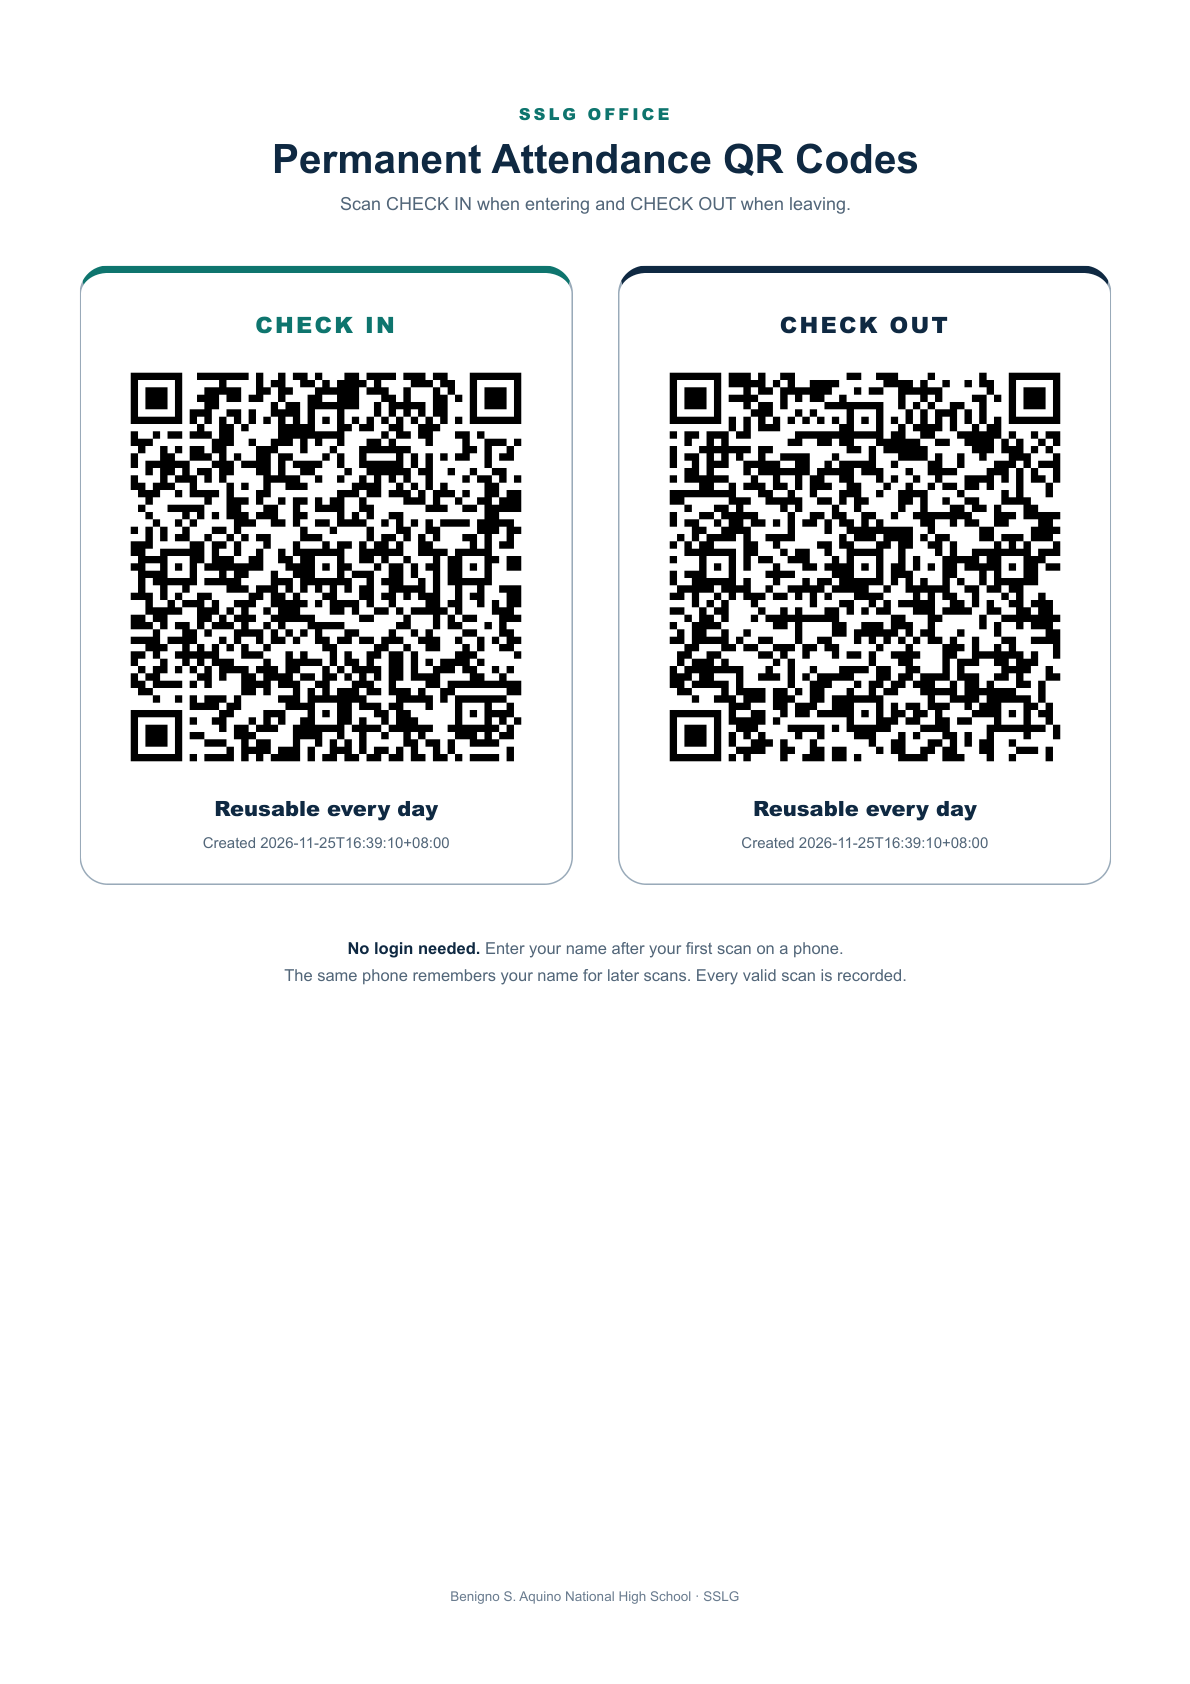 SSLG OFFICE
Permanent Attendance QR Codes
Scan CHECK IN when entering and CHECK OUT when leaving.
CHECK IN
Reusable every day
Created 2026-11-25T16:39:10+08:00
CHECK OUT
Reusable every day
Created 2026-11-25T16:39:10+08:00
No login needed. Enter your name after your first scan on a phone.
The same phone remembers your name for later scans. Every valid scan is recorded.
Benigno S. Aquino National High School · SSLG